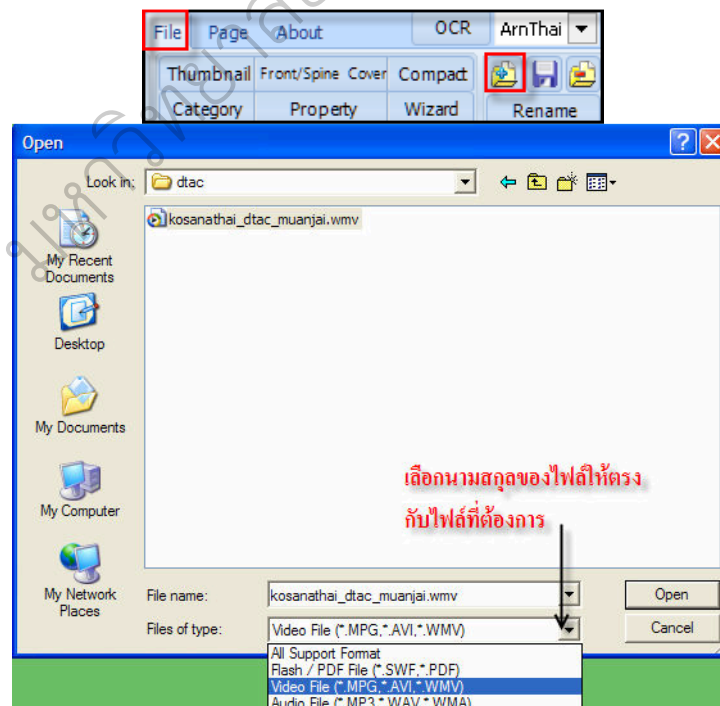 File Page About OCR ArnThai
Thumbnail Front/Spine Cover Compact
Category Property Wizard Rename
Open
Look in: dtac
kosanathai_dtac_muanjai.wmv
My Recent
Documents
Desktop
My Documents
My Computer
My Network
Places
เลือกนามสกุลของไฟล์ให้ตรง
กับไฟล์ที่ต้องการ
File name: kosanathai_dtac_muanjai.wmv Open
Files of type: Video File (*.MPG,*.AVI,*.WMV) Cancel
All Support Format
Flash / PDF File (*.SWF,*.PDF)
Video File (*.MPG,*.AVI,*.WMV)
Audio File (*.MP3,*.WAV,*.WMA)